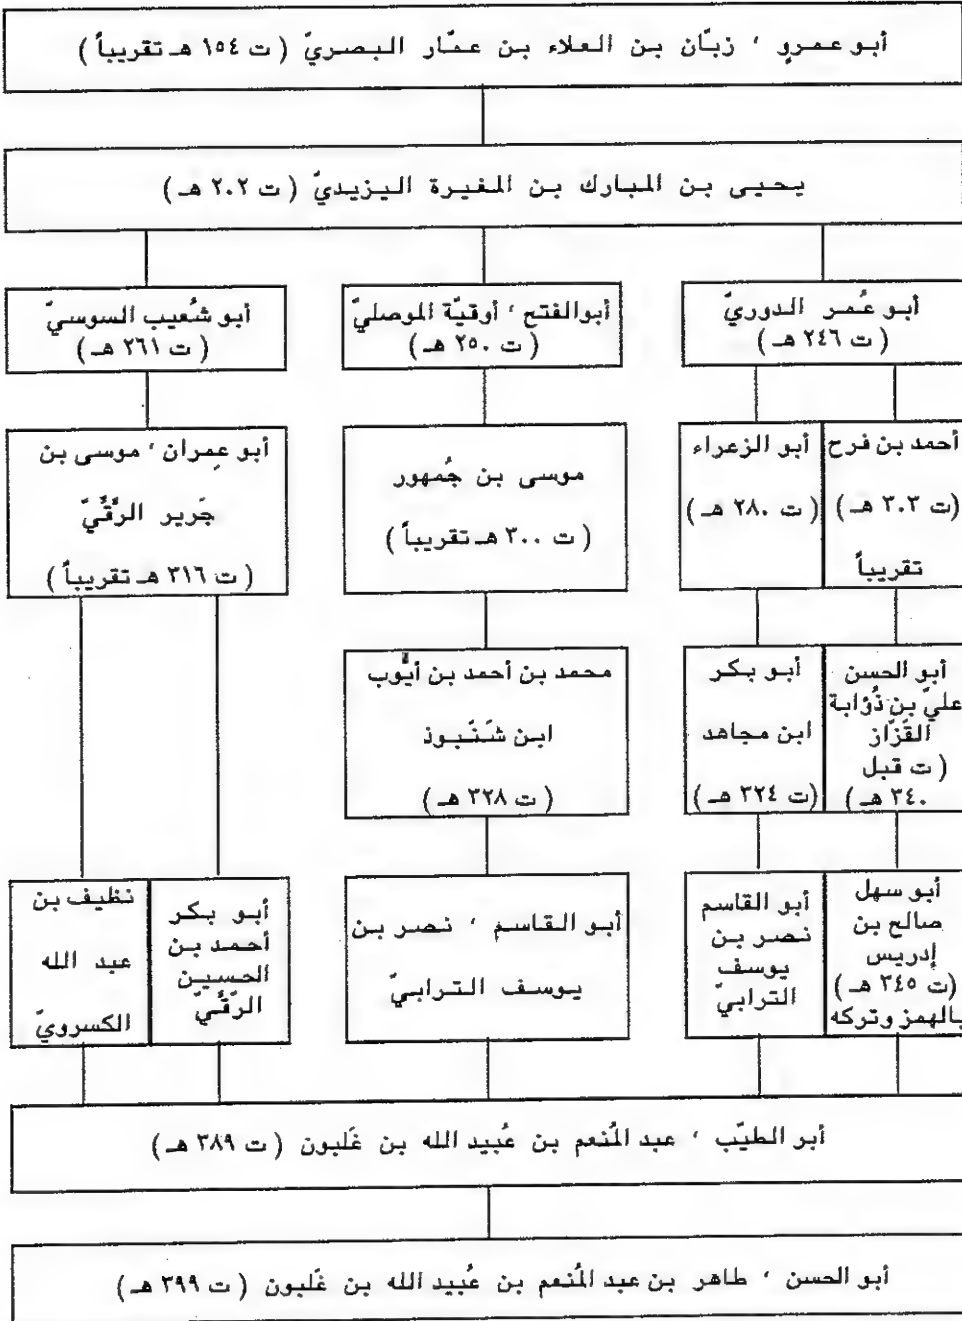 أبو عمروٍ ، زبّان بن العلاء بن عمّار البصريّ ( ت ١٥٤ هـ تقريباً )
يحيى بن المبارك بن المغيرة اليزيديّ ( ت ٢٠٢ هـ )
أبو عُمر الدوريّ
( ت ٢٤٦ هـ )
أبوالفتح ، أوقيّة الموصليّ
( ت ٢٥٠ هـ )
أبو شُعيب السوسيّ
( ت ٢٦١ هـ )
أحمد بن فرح
(ت ٣٠٣ هـ )
تقريباً
أبو الزعراء
( ت ٢٨٠ هـ )
موسى بن جُمهور
( ت ٣٠٠ هـ تقريباً )
أبو عِمران ، موسى بن
جَرير الرَّقِّيّ
( ت ٣١٦ هـ تقريباً )
أبو الحسن
عليّ بن ذُؤابة
القَزّاز
( ت قبل
٣٤٠ هـ )
أبو بكر
ابن مجاهد
(ت ٣٢٤ هـ )
محمد بن أحمد بن أيّوب
ابن شَنَّبوذ
( ت ٣٢٨ هـ )
أبو سهل
صالح بن
إدريس
(ت ٣٤٥ هـ )
بالهمز وتركه
أبو القاسم
نصر بن
يوسف
الترابيّ
أبو القاسم ، نصر بن
يوسف الترابيّ
أبو بكر
أحمد بن
الحسين
الرَّقِّيّ
نظيف بن
عبد الله
الكسرويّ
أبو الطيّب ، عبد المُنعم بن عُبيد الله بن غَلبون ( ت ٣٨٩ هـ )
أبو الحسن ، طاهر بن عبد المُنعم بن عُبيد الله بن غَلبون ( ت ٣٩٩ هـ )